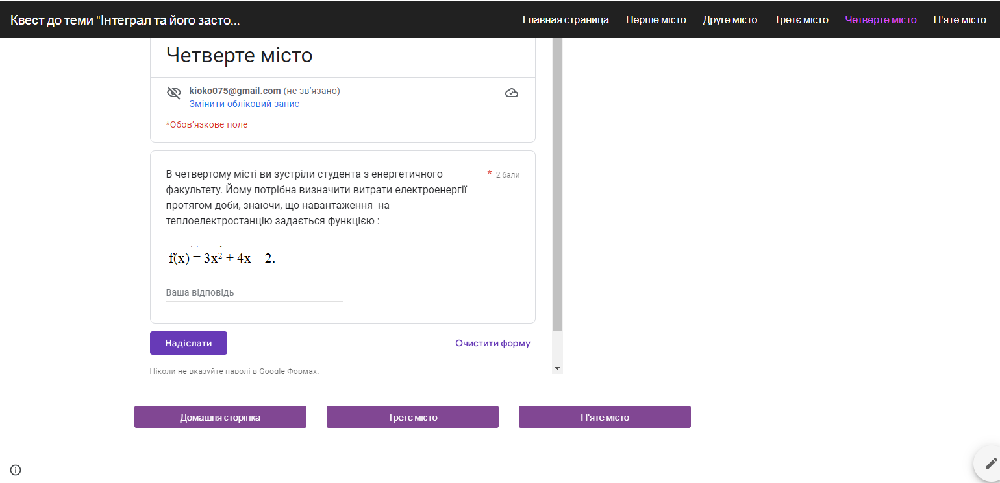 Квест до теми "Інтеграл та його засто...
Главная страница
Перше місто
Друге місто
Третє місто
Четверте місто
П'яте місто
Четверте місто
kioko075@gmail.com (не зв’язано)
Змінити обліковий запис
*Обов’язкове поле
В четвертому місті ви зустріли студента з енергетичного
факультету. Йому потрібна визначити витрати електроенергії
протягом доби, знаючи, що навантаження на
теплоелектростанцію задається функцією :
* 2 бали
f(x) = 3x² + 4x – 2.
Ваша відповідь
Надіслати
Очистити форму
Ніколи не вказуйте паролі в Google Формах.
Домашня сторінка
Третє місто
П'яте місто